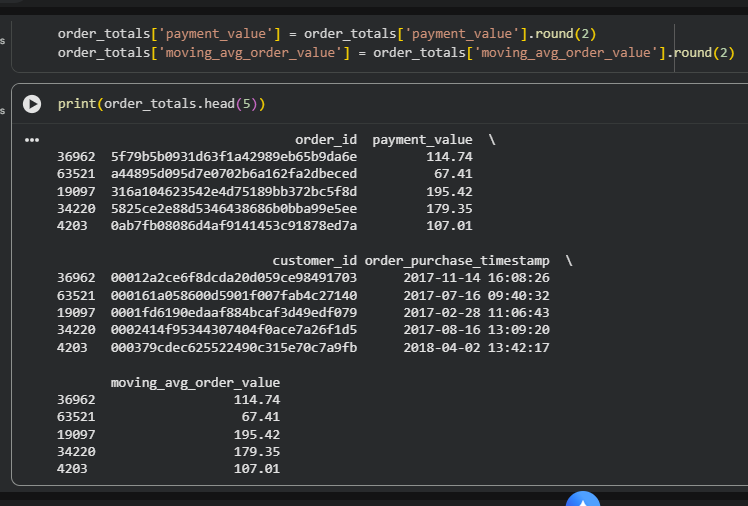 order_totals['payment_value'] = order_totals['payment_value'].round(2)
order_totals['moving_avg_order_value'] = order_totals['moving_avg_order_value'].round(2)
print(order_totals.head(5))
order_id payment_value \
36962 5f79b5b0931d63f1a42989eb65b9da6e 114.74
63521 a44895d095d7e0702b6a162fa2dbeced 67.41
19097 316a104623542e4d75189bb372bc5f8d 195.42
34220 5825ce2e88d5346438686b0bba99e5ee 179.35
4203 0ab7fb08086d4af9141453c91878ed7a 107.01
customer_id order_purchase_timestamp \
36962 00012a2ce6f8dcda20d059ce98491703 2017-11-14 16:08:26
63521 000161a058600d5901f007fab4c27140 2017-07-16 09:40:32
19097 0001fd6190edaaf884bcaf3d49edf079 2017-02-28 11:06:43
34220 0002414f95344307404f0ace7a26f1d5 2017-08-16 13:09:20
4203 000379cdec625522490c315e70c7a9fb 2018-04-02 13:42:17
moving_avg_order_value
36962 114.74
63521 67.41
19097 195.42
34220 179.35
4203 107.01